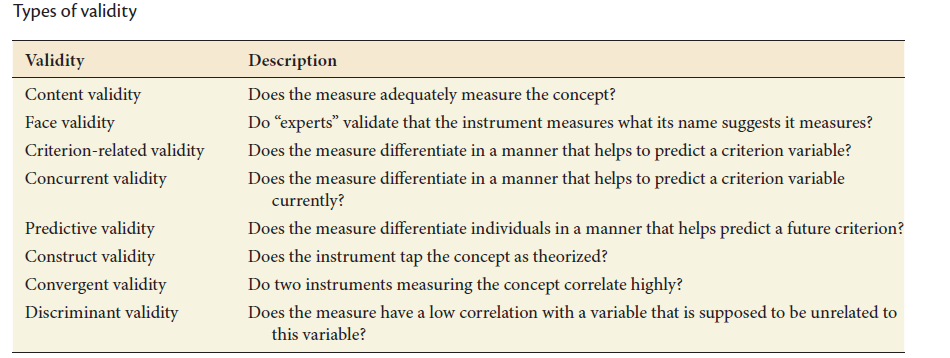 Types of validity
Validity Description
Content validity Does the measure adequately measure the concept?
Face validity Do “experts” validate that the instrument measures what its name suggests it measures?
Criterion-related validity Does the measure differentiate in a manner that helps to predict a criterion variable?
Concurrent validity Does the measure differentiate in a manner that helps to predict a criterion variable
currently?
Predictive validity Does the measure differentiate individuals in a manner that helps predict a future criterion?
Construct validity Does the instrument tap the concept as theorized?
Convergent validity Do two instruments measuring the concept correlate highly?
Discriminant validity Does the measure have a low correlation with a variable that is supposed to be unrelated to
this variable?